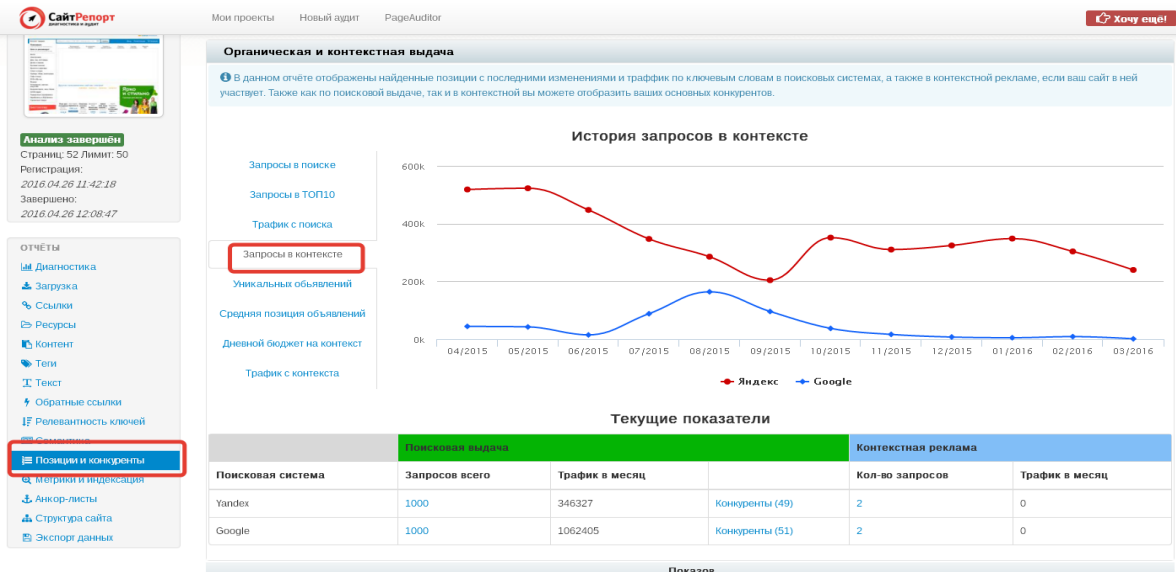 СайтРепорт
диагностика и аудит
Мои проекты
Новый аудит
PageAuditor
Хочу ещё!
Анализ завершён
Страниц: 52 Лимит: 50
Регистрация:
2016.04.26 11:42:18
Завершено:
2016.04.26 12:08:47
ОТЧЁТЫ
Диагностика
Загрузка
Ссылки
Ресурсы
Контент
Теги
Текст
Обратные ссылки
Релевантность ключей
Семантика
Позиции и конкуренты
Метрики и индексация
Анкор-листы
Структура сайта
Экспорт данных
Органическая и контекстная выдача
В данном отчёте отображены найденные позиции с последними изменениями и траффик по ключевым словам в поисковых системах, а также в контекстной рекламе, если ваш сайт в ней
участвует. Также как по поисковой выдаче, так и в контекстной вы можете отобразить ваших основных конкурентов.
Запросы в поиске
Запросы в ТОП10
Трафик с поиска
Запросы в контексте
Уникальных обьявлений
Средняя позиция объявлений
Дневной бюджет на контекст
Трафик с контекста
История запросов в контексте
600k
400k
200k
0k
04/2015 05/2015 06/2015 07/2015 08/2015 09/2015 10/2015 11/2015 12/2015 01/2016 02/2016 03/2016
Яндекс Google
Текущие показатели
Поисковая выдача Контекстная реклама
Поисковая система Запросов всего Трафик в месяц Кол-во запросов Трафик в месяц
Yandex 1000 346327 Конкуренты (49) 2 0
Google 1000 1062405 Конкуренты (51) 2 0
Показов